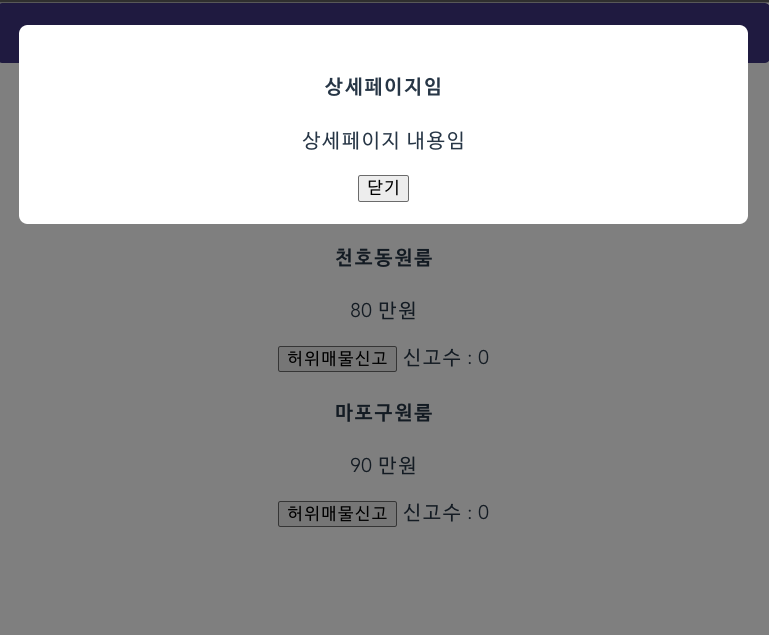 상세페이지임
상세페이지 내용임
닫기
천호동원룸
80 만원
허위매물신고 신고수 : 0
마포구원룸
90 만원
허위매물신고 신고수 : 0